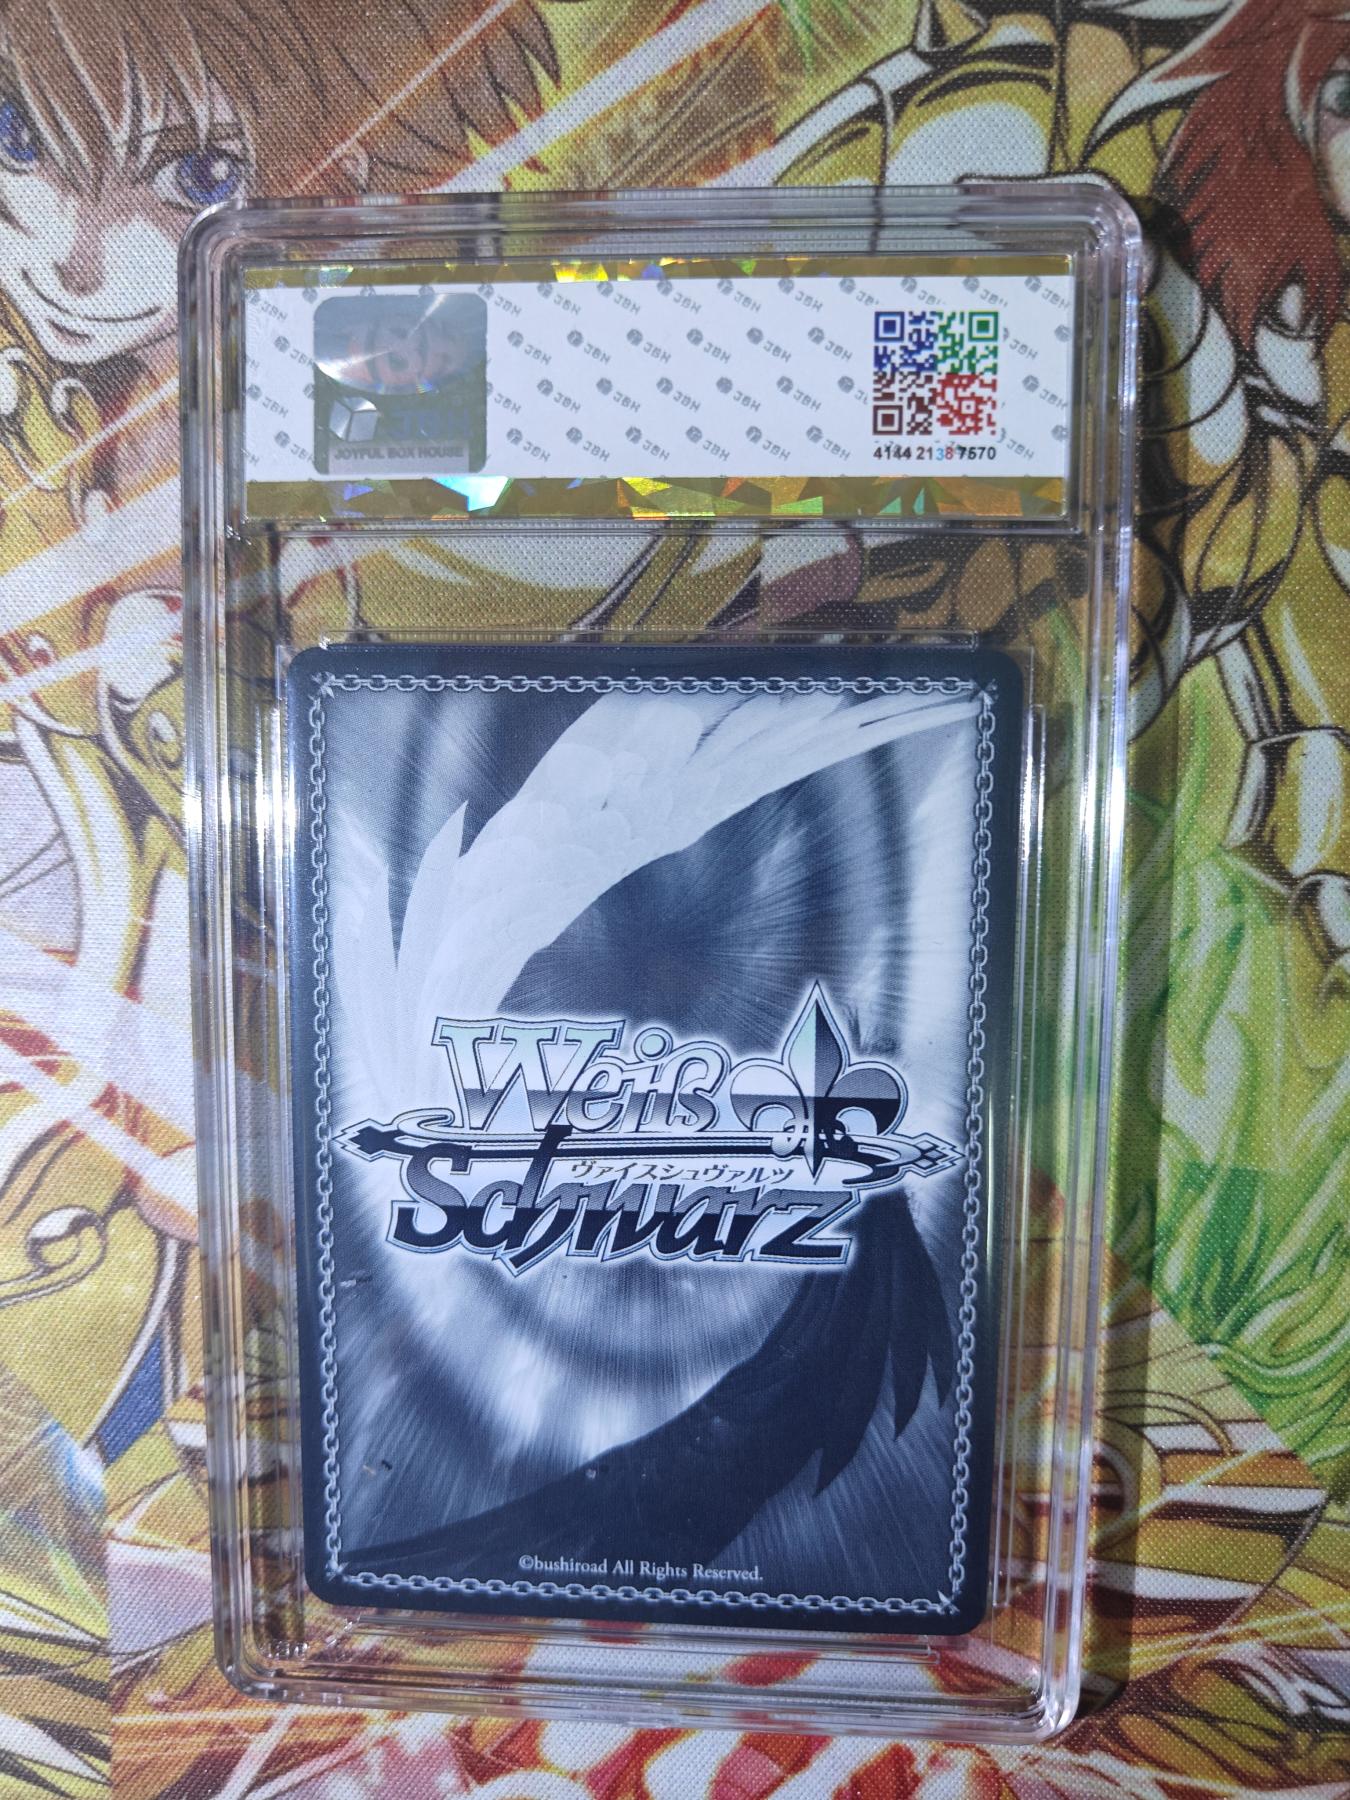 JBH
JOYFUL BOX HOUSE
4144 2138 7570
Weiß
ヴァイスシュヴァルツ
Schwarz
©bushiroad All Rights Reserved.